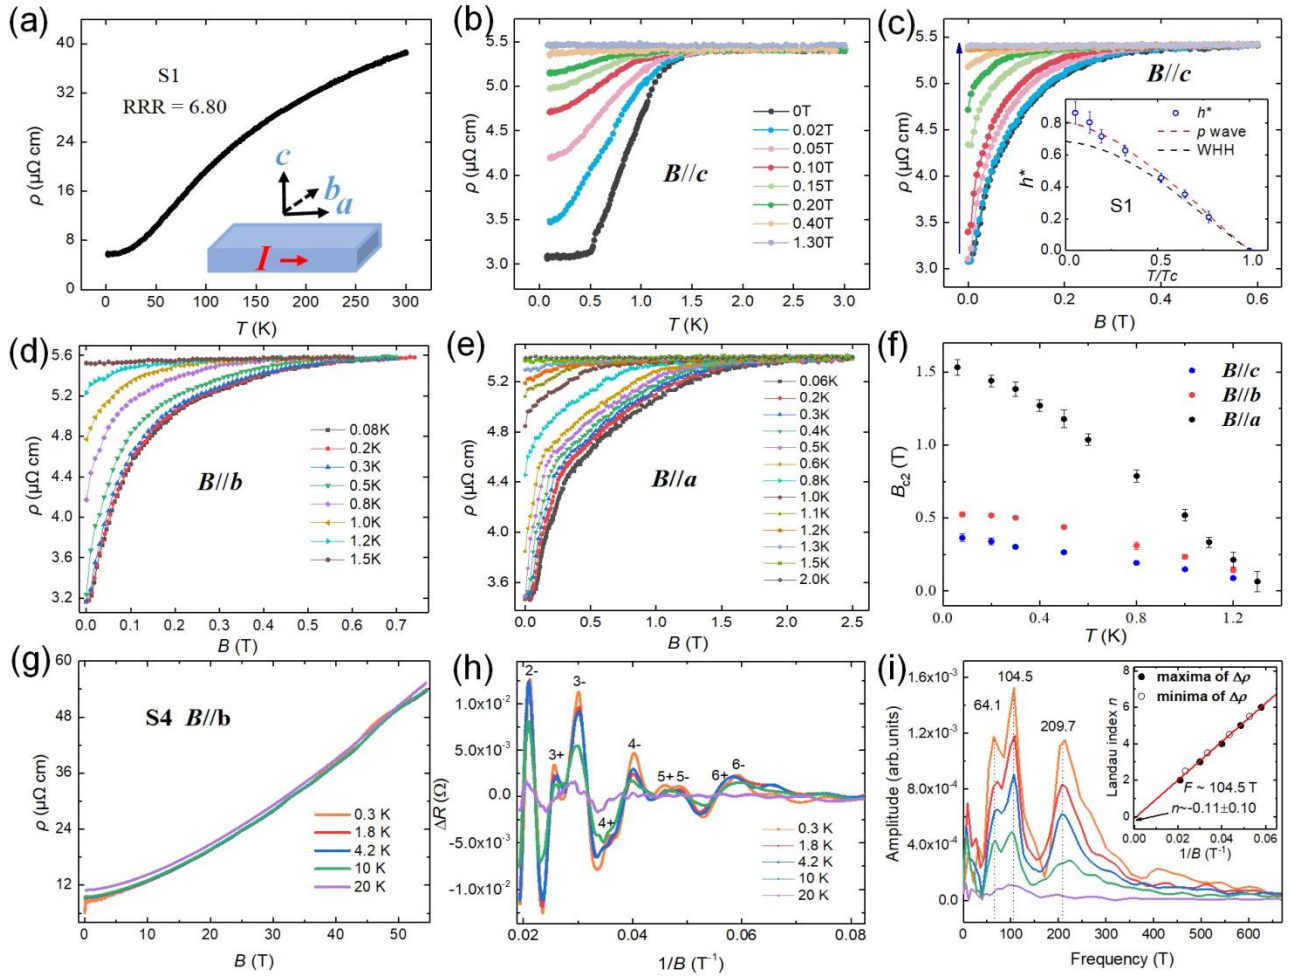 (a)
40
32
24
16
8
0
ρ (μΩ cm)
S1
RRR = 6.80
c
b
a
I
0 50 100 150 200 250 300
T (K)
(b)
5.5
5.0
4.5
4.0
3.5
3.0
ρ (μΩ cm)
B//c
0T
0.02T
0.05T
0.10T
0.15T
0.20T
0.40T
1.30T
0.0 0.5 1.0 1.5 2.0 2.5 3.0
T (K)
(c)
5.5
5.0
4.5
4.0
3.5
3.0
ρ (μΩ cm)
B//c
h*
p wave
WHH
S1
0.8
0.6
0.4
0.2
0.0
h*
0.0 0.5 1.0
T/Tc
0.0 0.2 0.4 0.6
B (T)
(d)
5.6
5.2
4.8
4.4
4.0
3.6
3.2
ρ (μΩ cm)
B//b
0.08K
0.2K
0.3K
0.5K
0.8K
1.0K
1.2K
1.5K
0.0 0.1 0.2 0.3 0.4 0.5 0.6 0.7
B (T)
(e)
5.2
4.8
4.4
4.0
3.6
ρ (μΩ cm)
B//a
0.06K
0.2K
0.3K
0.4K
0.5K
0.6K
0.8K
1.0K
1.1K
1.2K
1.3K
1.5K
2.0K
0.0 0.5 1.0 1.5 2.0 2.5
B (T)
(f)
1.5
1.0
0.5
0.0
Bc2 (T)
B//c
B//b
B//a
0.0 0.4 0.8 1.2
T (K)
(g)
60
48
36
24
12
ρ (μΩ cm)
S4 B//b
0.3 K
1.8 K
4.2 K
10 K
20 K
0 10 20 30 40 50
B (T)
(h)
1.0x10⁻²
5.0x10⁻³
0.0
-5.0x10⁻³
-1.0x10⁻²
ΔR (Ω)
2- 3- 3+ 4- 4+ 5+ 5- 6+ 6-
0.3 K
1.8 K
4.2 K
10 K
20 K
0.02 0.04 0.06 0.08
1/B (T⁻¹)
(i)
1.6x10⁻³
1.2x10⁻³
8.0x10⁻⁴
4.0x10⁻⁴
0.0
Amplitude (arb.units)
64.1
104.5
209.7
8
6
4
2
0
Landau index n
maxima of Δρ
minima of Δρ
F ~ 104.5 T
n~-0.11±0.10
0.00 0.02 0.04 0.06
1/B (T⁻¹)
0.3 K
1.8 K
4.2 K
10 K
20 K
0 100 200 300 400 500 600
Frequency (T)